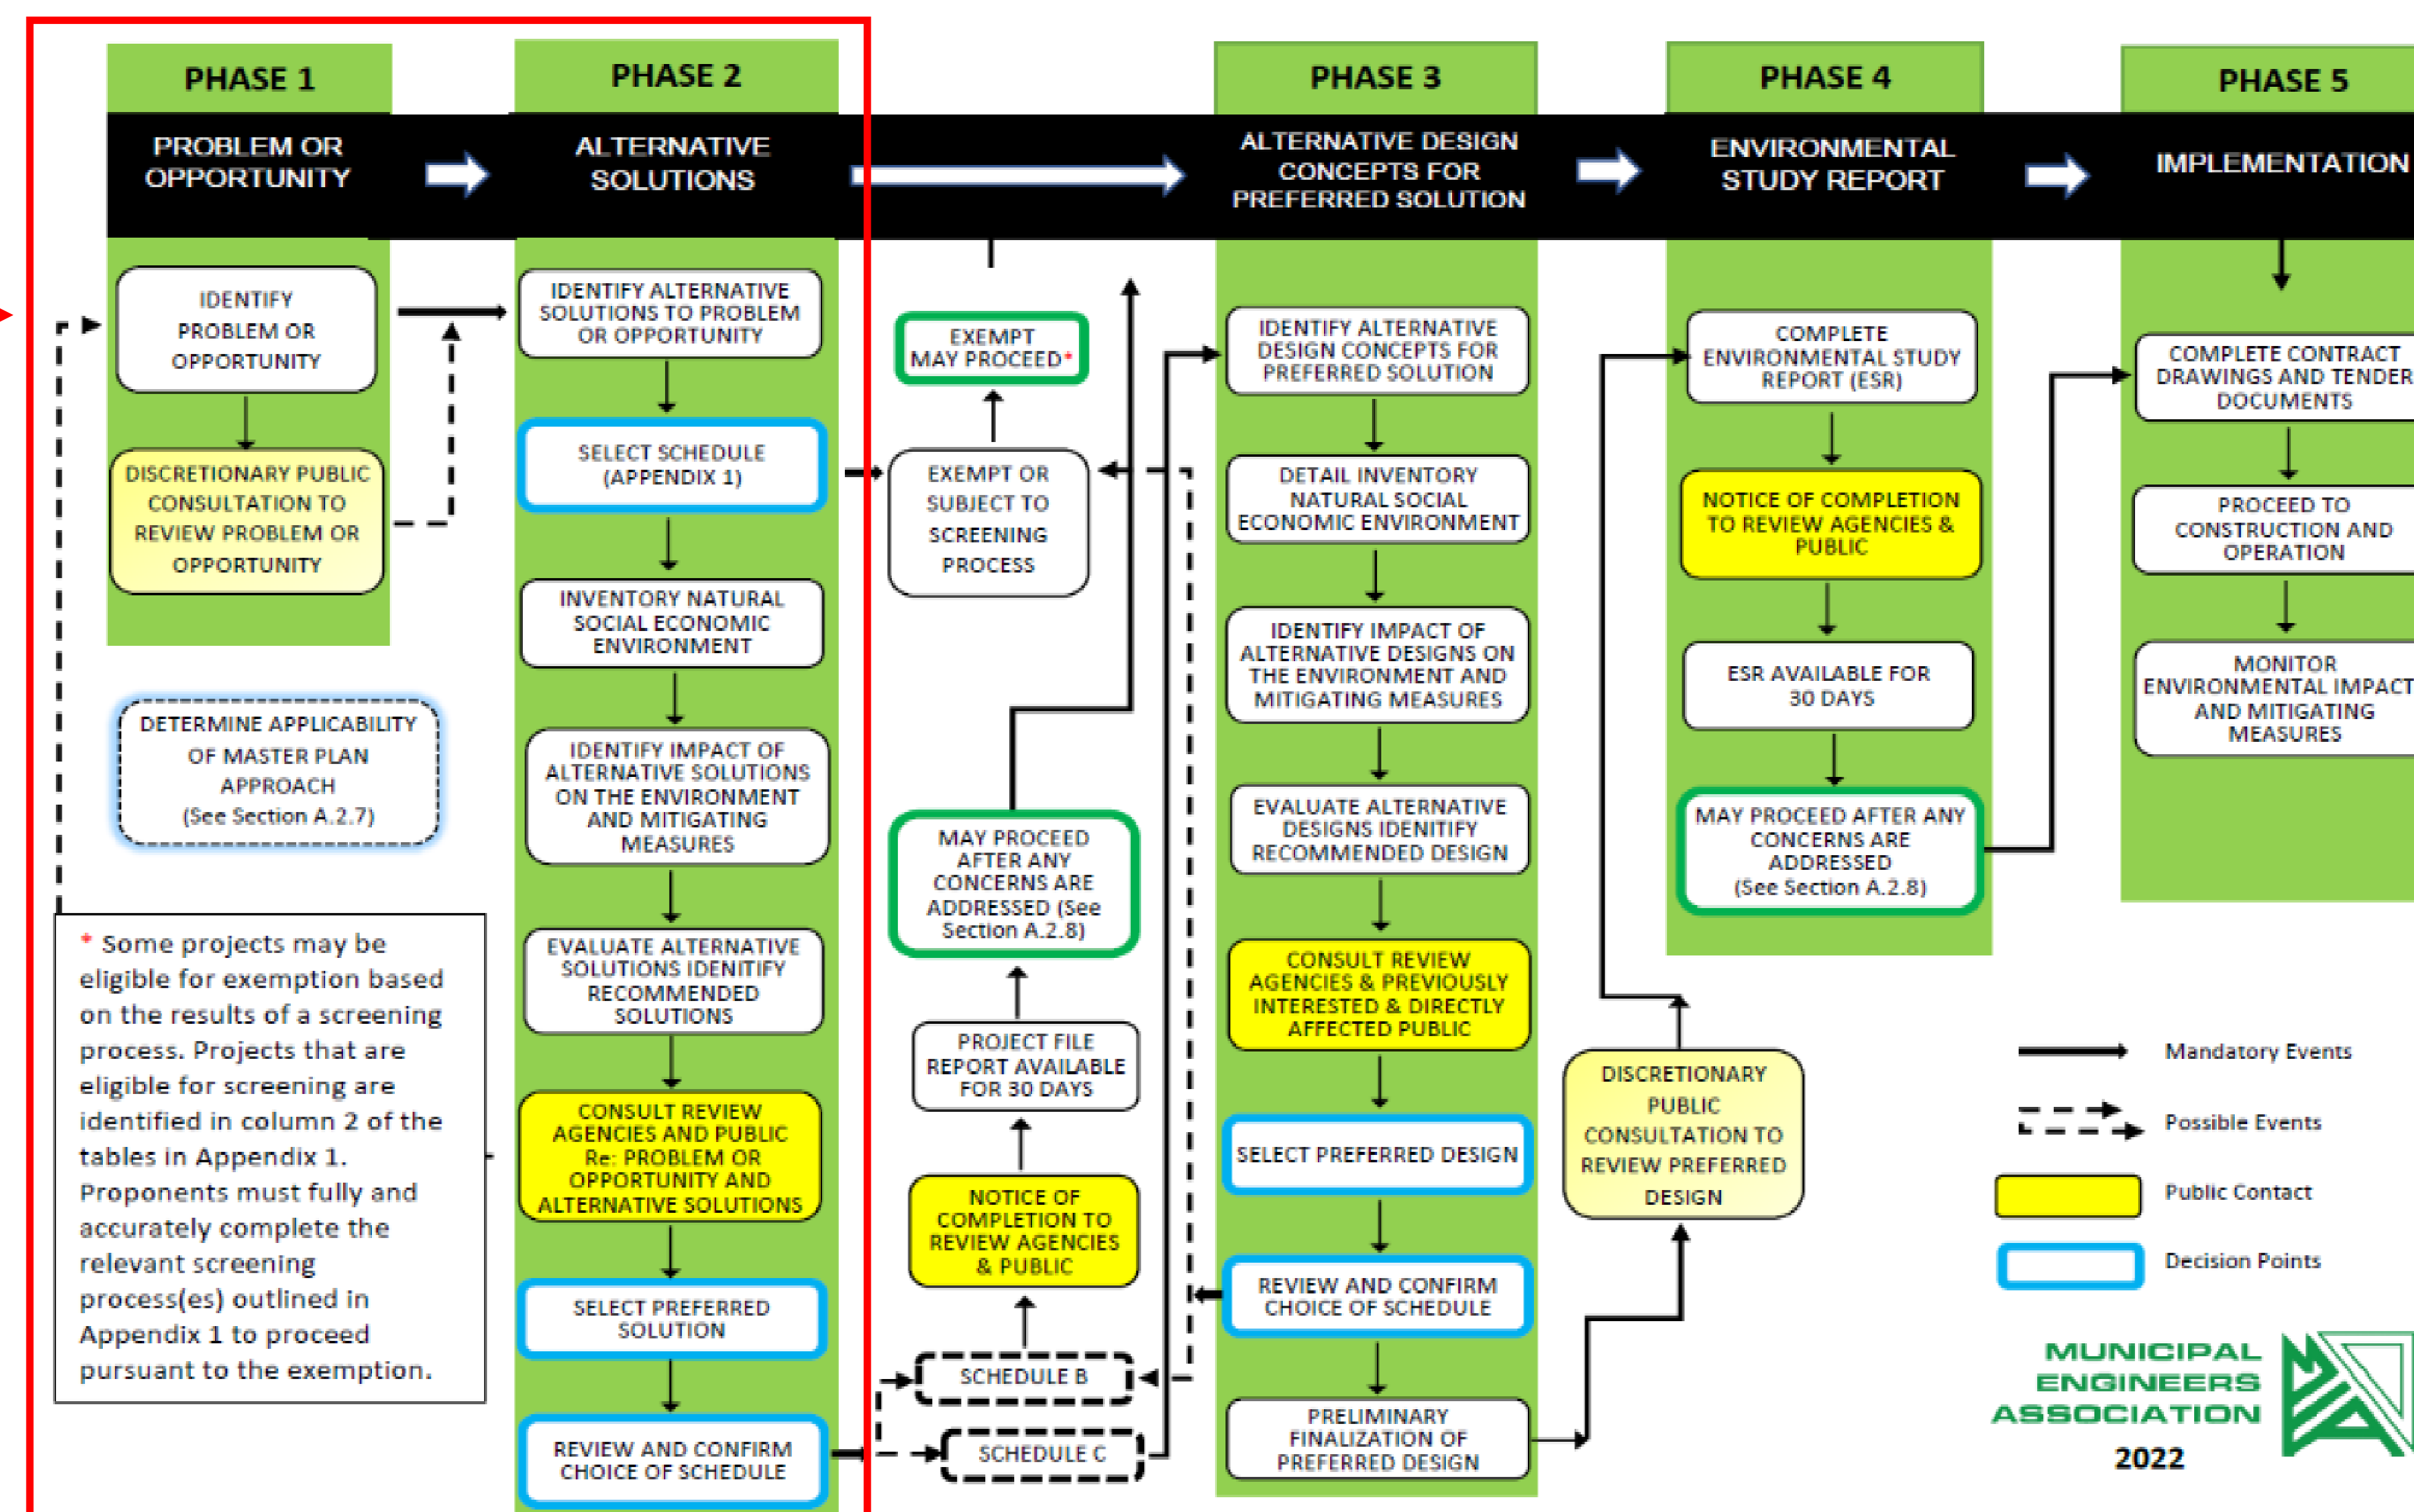 PHASE 1
PHASE 2
PHASE 3
PHASE 4
PHASE 5
PROBLEM OR
OPPORTUNITY
ALTERNATIVE
SOLUTIONS
ALTERNATIVE DESIGN
CONCEPTS FOR
PREFERRED SOLUTION
ENVIRONMENTAL
STUDY REPORT
IMPLEMENTATION
IDENTIFY
PROBLEM OR
OPPORTUNITY
DISCRETIONARY PUBLIC
CONSULTATION TO
REVIEW PROBLEM OR
OPPORTUNITY
DETERMINE APPLICABILITY
OF MASTER PLAN
APPROACH
(See Section A.2.7)
* Some projects may be
eligible for exemption based
on the results of a screening
process. Projects that are
eligible for screening are
identified in column 2 of the
tables in Appendix 1.
Proponents must fully and
accurately complete the
relevant screening
process(es) outlined in
Appendix 1 to proceed
pursuant to the exemption.
IDENTIFY ALTERNATIVE
SOLUTIONS TO PROBLEM
OR OPPORTUNITY
SELECT SCHEDULE
(APPENDIX 1)
INVENTORY NATURAL
SOCIAL ECONOMIC
ENVIRONMENT
IDENTIFY IMPACT OF
ALTERNATIVE SOLUTIONS
ON THE ENVIRONMENT
AND MITIGATING
MEASURES
EVALUATE ALTERNATIVE
SOLUTIONS IDENITIFY
RECOMMENDED
SOLUTIONS
CONSULT REVIEW
AGENCIES AND PUBLIC
Re: PROBLEM OR
OPPORTUNITY AND
ALTERNATIVE SOLUTIONS
SELECT PREFERRED
SOLUTION
REVIEW AND CONFIRM
CHOICE OF SCHEDULE
EXEMPT
MAY PROCEED*
EXEMPT OR
SUBJECT TO
SCREENING
PROCESS
MAY PROCEED
AFTER ANY
CONCERNS ARE
ADDRESSED (See
Section A.2.8)
PROJECT FILE
REPORT AVAILABLE
FOR 30 DAYS
NOTICE OF
COMPLETION TO
REVIEW AGENCIES
& PUBLIC
SCHEDULE B
SCHEDULE C
IDENTIFY ALTERNATIVE
DESIGN CONCEPTS FOR
PREFERRED SOLUTION
DETAIL INVENTORY
NATURAL SOCIAL
ECONOMIC ENVIRONMENT
IDENTIFY IMPACT OF
ALTERNATIVE DESIGNS ON
THE ENVIRONMENT AND
MITIGATING MEASURES
EVALUATE ALTERNATIVE
DESIGNS IDENITIFY
RECOMMENDED DESIGN
CONSULT REVIEW
AGENCIES & PREVIOUSLY
INTERESTED & DIRECTLY
AFFECTED PUBLIC
SELECT PREFERRED DESIGN
REVIEW AND CONFIRM
CHOICE OF SCHEDULE
PRELIMINARY
FINALIZATION OF
PREFERRED DESIGN
DISCRETIONARY
PUBLIC
CONSULTATION TO
REVIEW PREFERRED
DESIGN
COMPLETE
ENVIRONMENTAL STUDY
REPORT (ESR)
NOTICE OF COMPLETION
TO REVIEW AGENCIES &
PUBLIC
ESR AVAILABLE FOR
30 DAYS
MAY PROCEED AFTER ANY
CONCERNS ARE
ADDRESSED
(See Section A.2.8)
COMPLETE CONTRACT
DRAWINGS AND TENDER
DOCUMENTS
PROCEED TO
CONSTRUCTION AND
OPERATION
MONITOR
ENVIRONMENTAL IMPACT
AND MITIGATING
MEASURES
Mandatory Events
Possible Events
Public Contact
Decision Points
MUNICIPAL
ENGINEERS
ASSOCIATION
2022